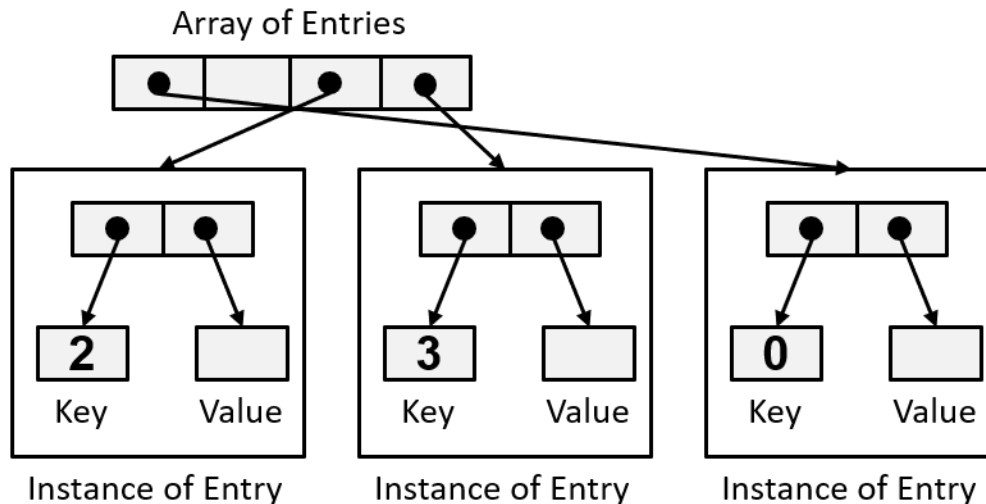 Array of Entries
2
3
0
Key Value
Key Value
Key Value
Instance of Entry
Instance of Entry
Instance of Entry